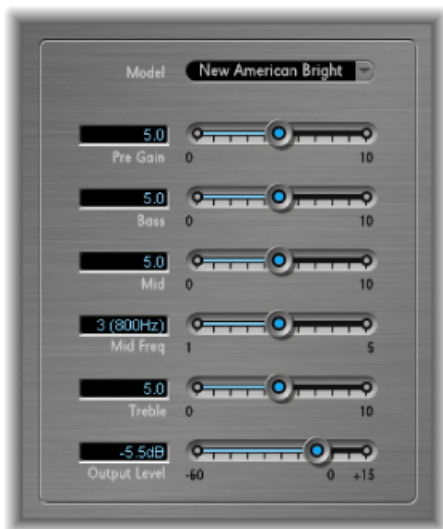 Model New American Bright
5.0
Pre Gain 0 10
5.0
Bass 0 10
5.0
Mid 0 10
3 (800Hz)
Mid Freq 1 5
5.0
Treble 0 10
-5.5dB
Output Level -60 0 +15